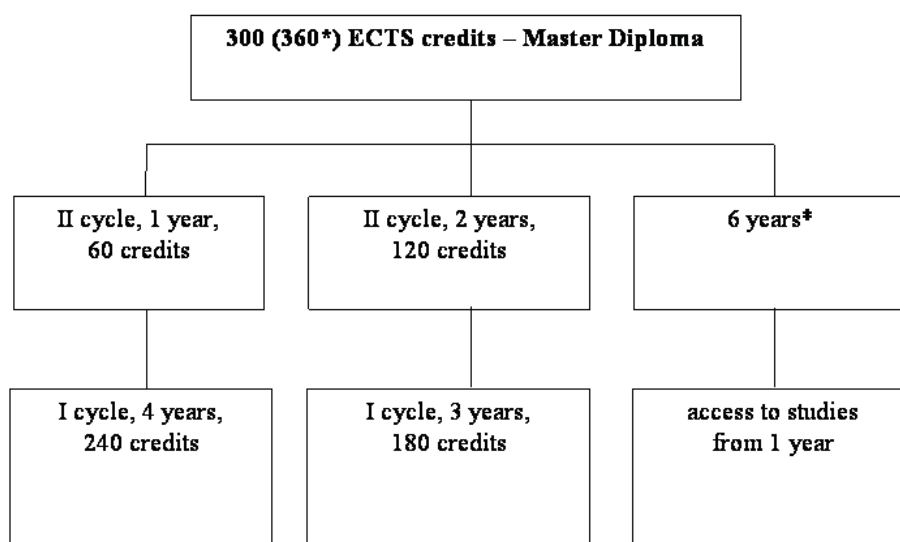 300 (360*) ECTS credits – Master Diploma
II cycle, 1 year,
60 credits
II cycle, 2 years,
120 credits
6 years*
I cycle, 4 years,
240 credits
I cycle, 3 years,
180 credits
access to studies
from 1 year